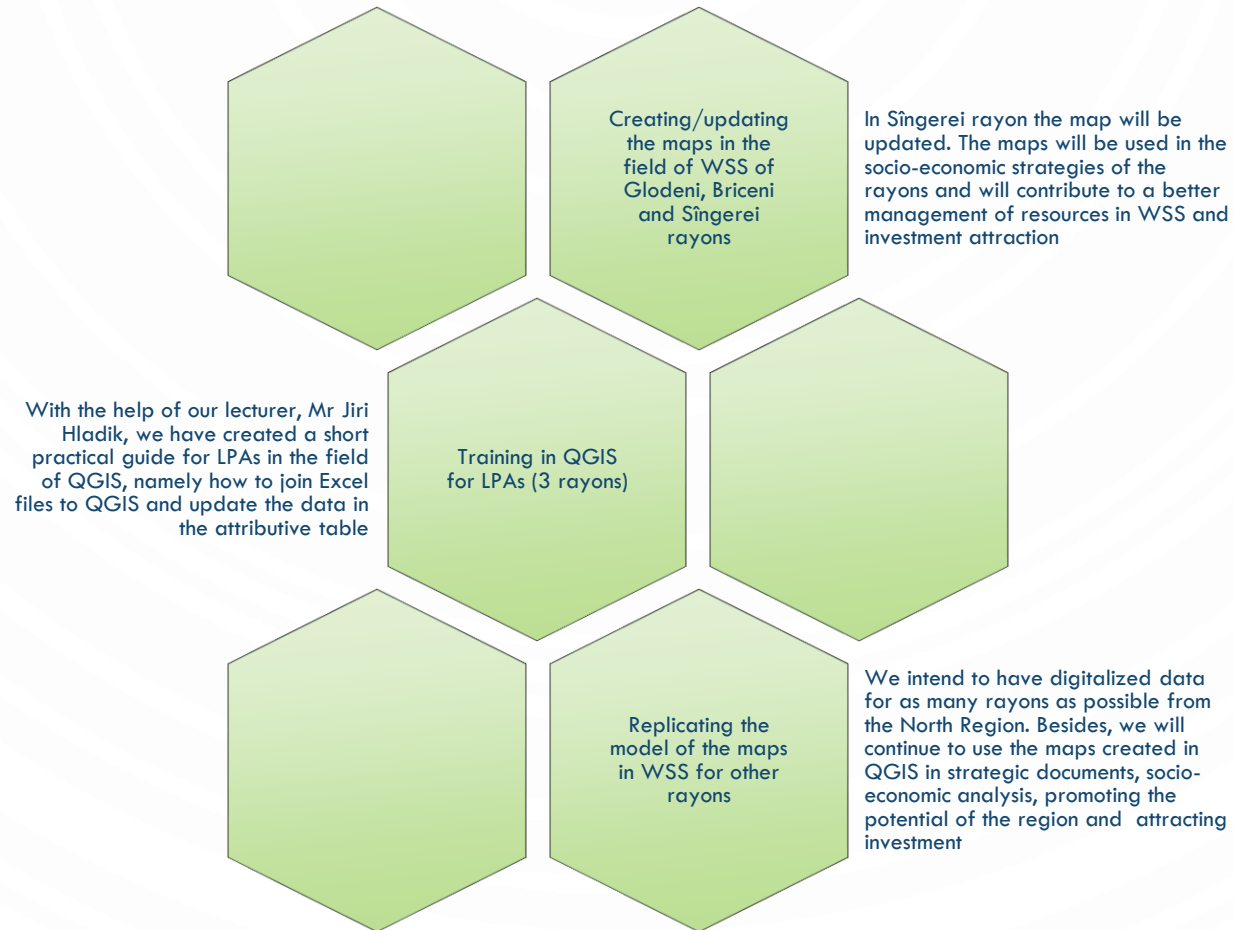 Creating/updating
the maps in the
field of WSS of
Glodeni, Briceni
and Sîngerei
rayons
In Sîngerei rayon the map will be
updated. The maps will be used in the
socio-economic strategies of the
rayons and will contribute to a better
management of resources in WSS and
investment attraction
With the help of our lecturer, Mr Jiri
Hladik, we have created a short
practical guide for LPAs in the field
of QGIS, namely how to join Excel
files to QGIS and update the data in
the attributive table
Training in QGIS
for LPAs (3 rayons)
Replicating the
model of the maps
in WSS for other
rayons
We intend to have digitalized data
for as many rayons as possible from
the North Region. Besides, we will
continue to use the maps created in
QGIS in strategic documents, socio-
economic analysis, promoting the
potential of the region and attracting
investment